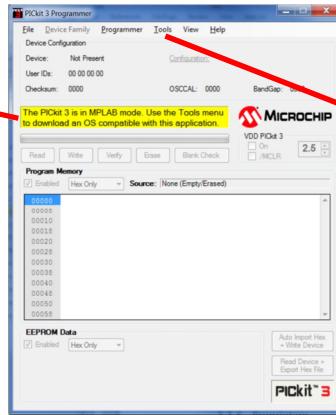 PICkit 3 Programmer
File Device Family Programmer Tools View Help
Device Configuration
Device: Not Present Configuration:
User IDs: 00 00 00 00
Checksum: 0000 OSCCAL: 0000 BandGap: 0000
The PICkit 3 is in MPLAB mode. Use the Tools menu
to download an OS compatible with this application.
MICROCHIP
VDD PICkit 3
On
/MCLR
2.5
Read Write Verify Erase Blank Check
Program Memory
Enabled Hex Only Source: None (Empty/Erased)
00000
00008
00010
00018
00020
00028
00030
00038
00040
00048
00050
00058
EEPROM Data
Enabled Hex Only
Auto Import Hex
+ Write Device
Read Device +
Export Hex File
PICkit™ 3